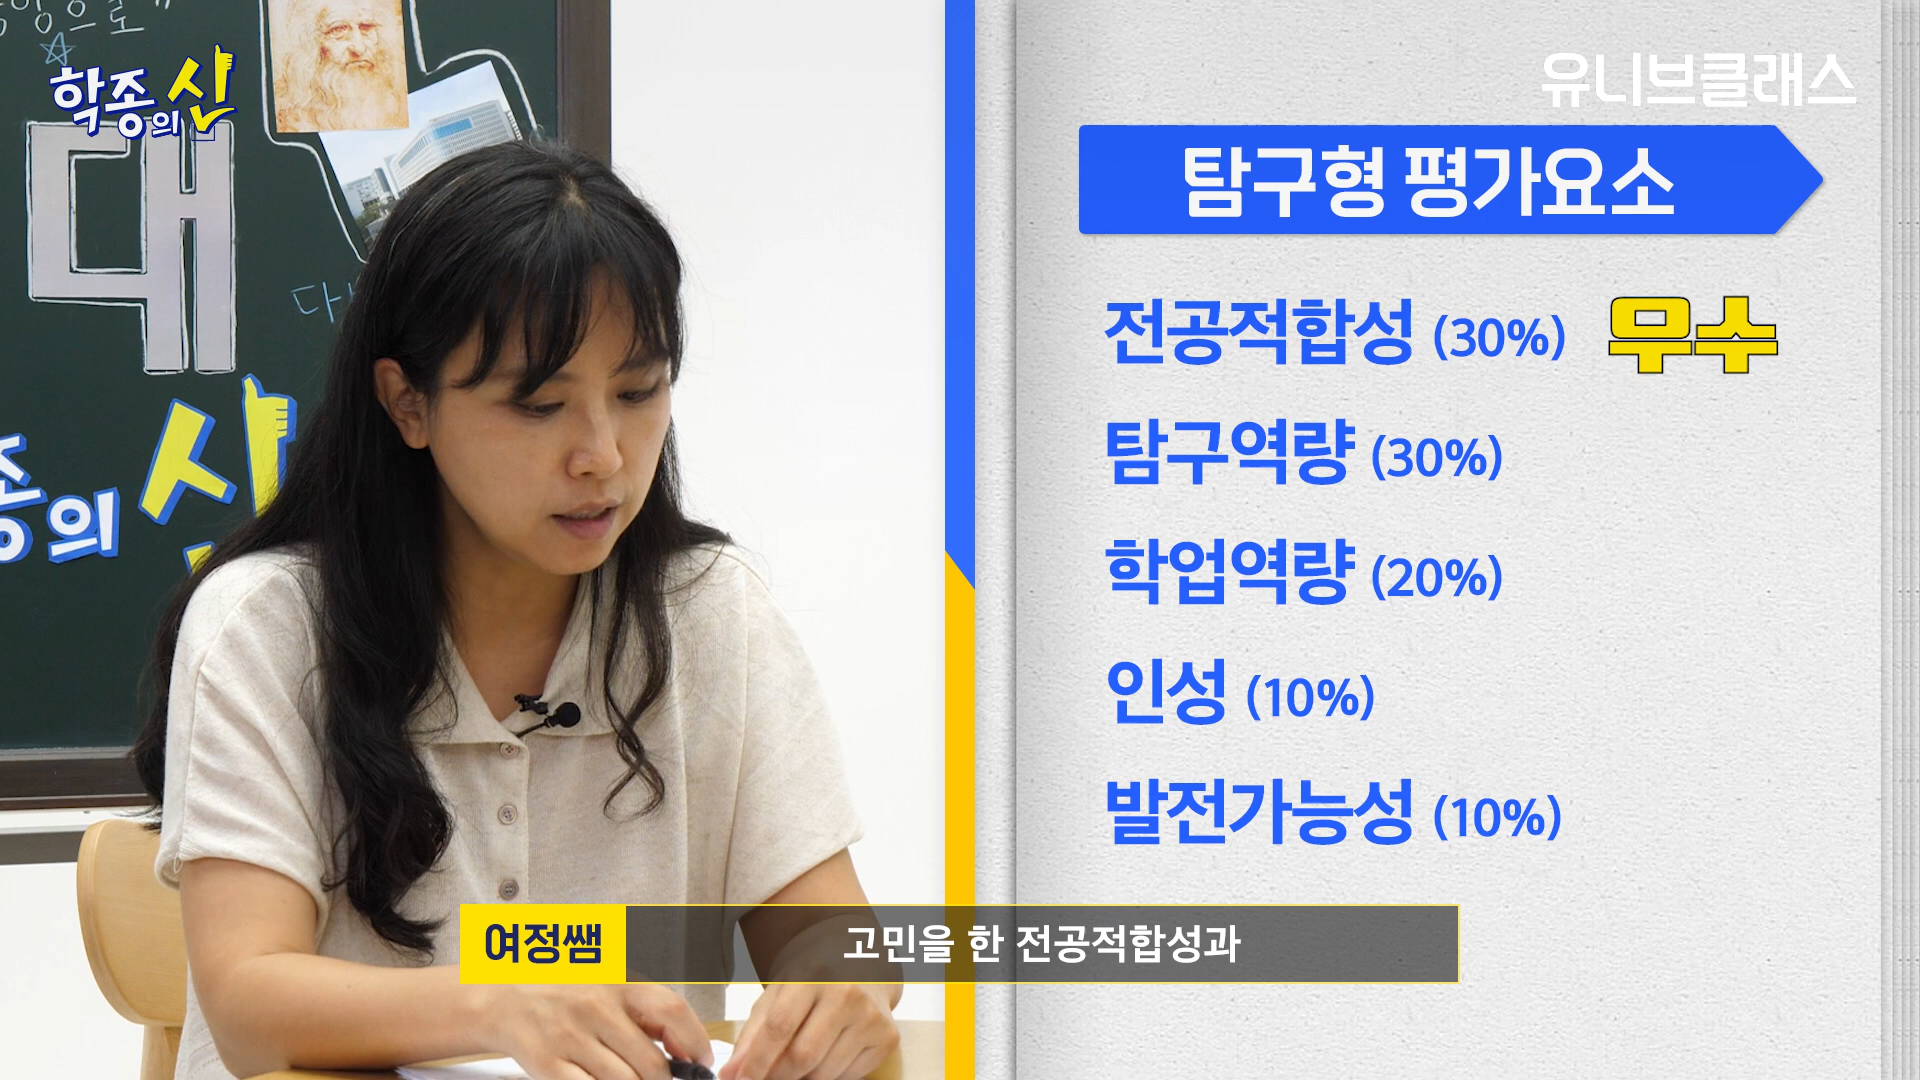 학종의 신
유니브클래스
대
종의 신
탐구형 평가요소
전공적합성 (30%) 우수
탐구역량 (30%)
학업역량 (20%)
인성 (10%)
발전가능성 (10%)
여정쌤 고민을 한 전공적합성과